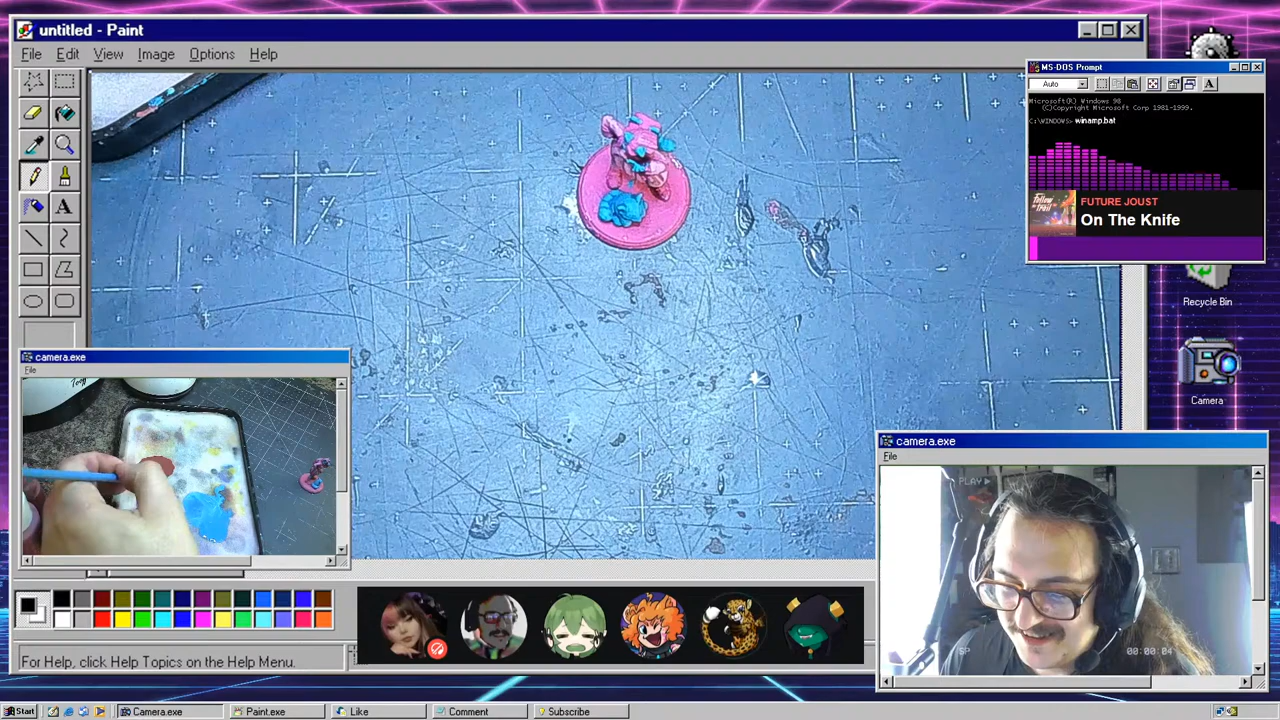 untitled - Paint
File Edit View Image Options Help
MS-DOS Prompt
Auto
Microsoft(R) Windows 98
(C)Copyright Microsoft Corp 1981-1999.
C:\WINDOWS> winamp.bat
FUTURE JOUST
On The Knife
Recycle Bin
Camera
camera.exe
File
camera.exe
File
PLAY
SP
00:00:04
For Help, click Help Topics on the Help Menu.
Start
Camera.exe
Paint.exe
Like
Comment
Subscribe